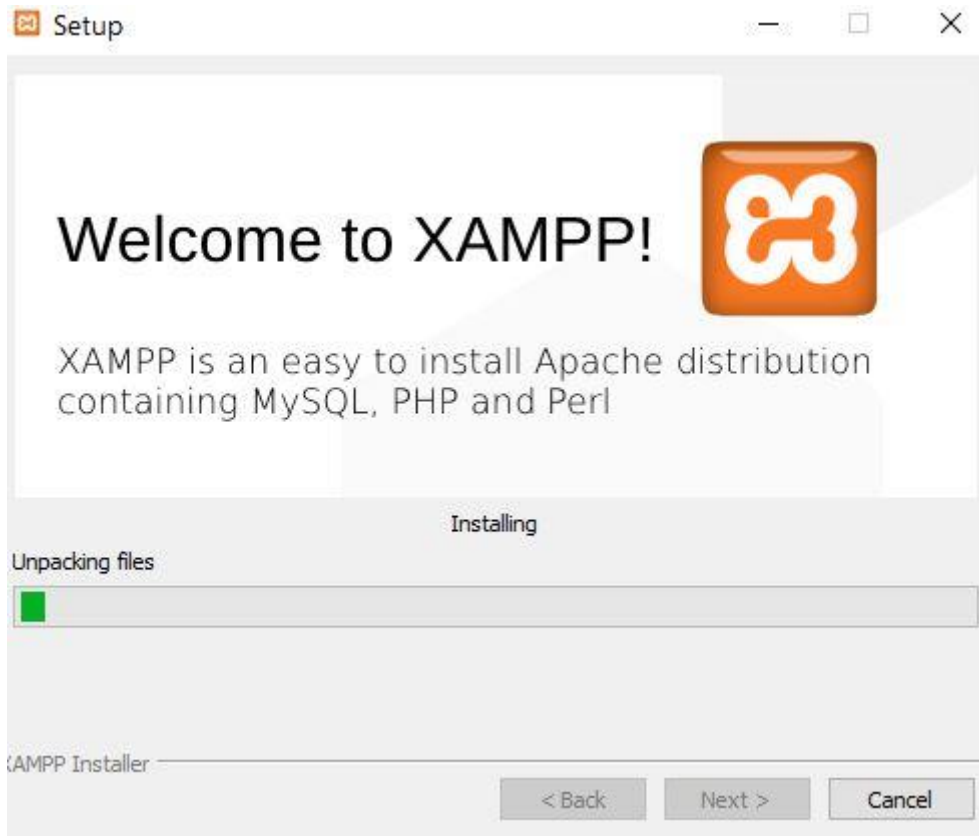 Setup
Welcome to XAMPP!
XAMPP is an easy to install Apache distribution
containing MySQL, PHP and Perl
Installing
Unpacking files
XAMPP Installer
< Back Next > Cancel